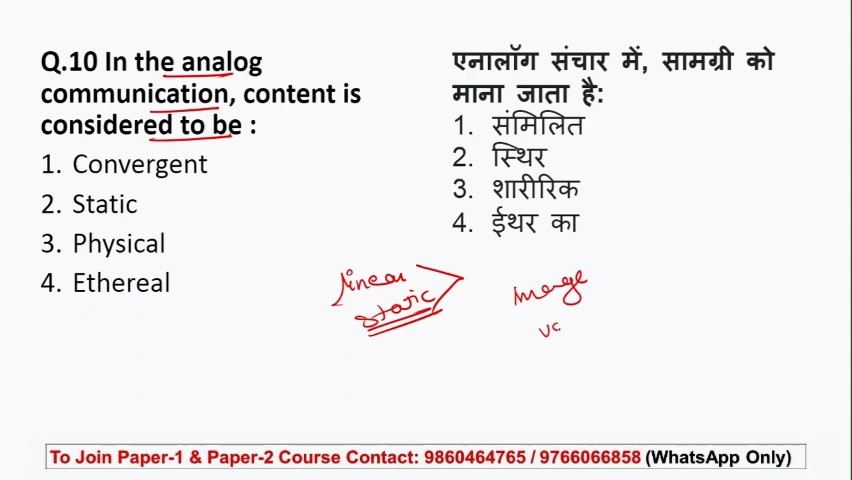 Q.10 In the analog
communication, content is
considered to be :
1. Convergent
2. Static
3. Physical
4. Ethereal
एनालॉग संचार में, सामग्री को
माना जाता है:
1. संमिलित
2. स्थिर
3. शारीरिक
4. ईथर का
linear
static
merge
To Join Paper-1 & Paper-2 Course Contact: 9860464765 / 9766066858 (WhatsApp Only)